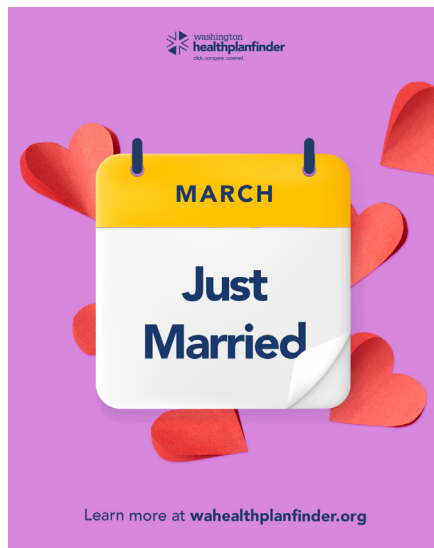 washington
healthplanfinder
click. compare. covered.
MARCH
Just
Married
Learn more at wahealthplanfinder.org